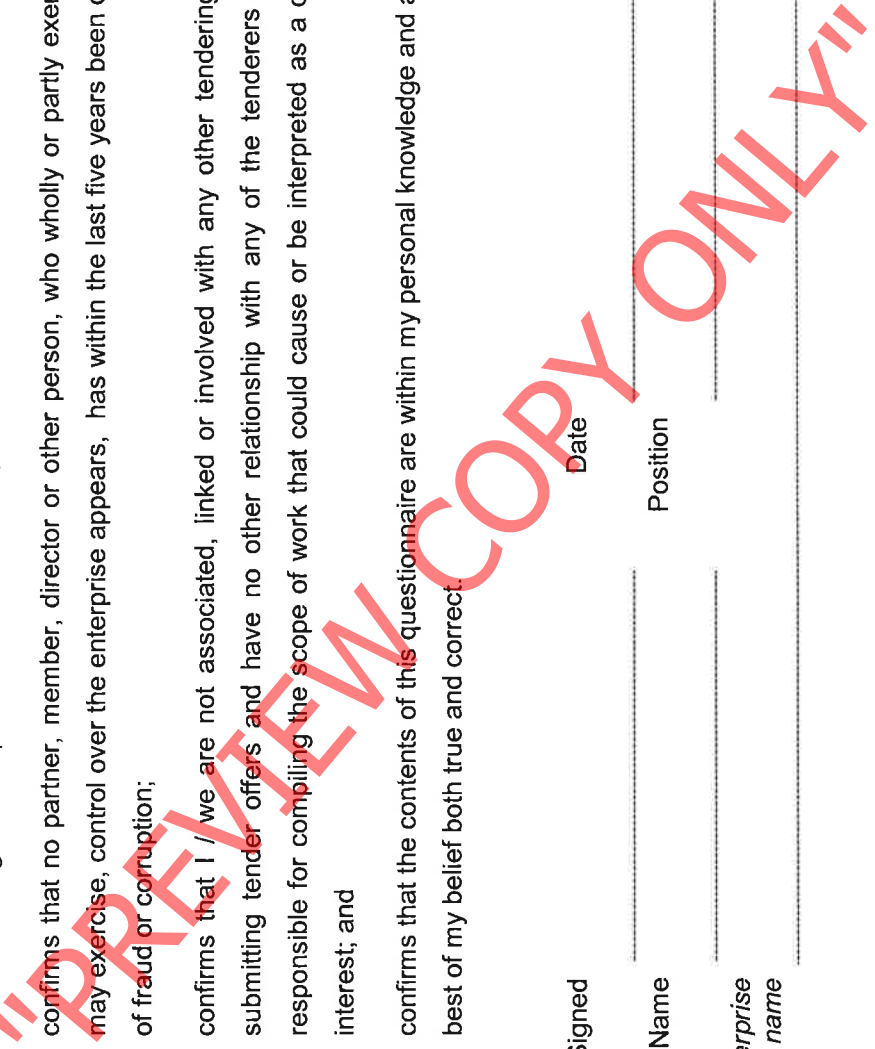 confirms that no partner, member, director or other person, who wholly or partly
may exercise, control over the enterprise appears, has within the last five years been
of fraud or corruption;
confirms that I / we are not associated, linked or involved with any other tendering
submitting tender offers and have no other relationship with any of the tenderers
responsible for compiling the scope of work that could cause or be interpreted as a
interest; and
confirms that the contents of this questionnaire are within my personal knowledge and
best of my belief both true and correct.
Signed Date
Name Position
name
"PREVIEW COPY ONLY"